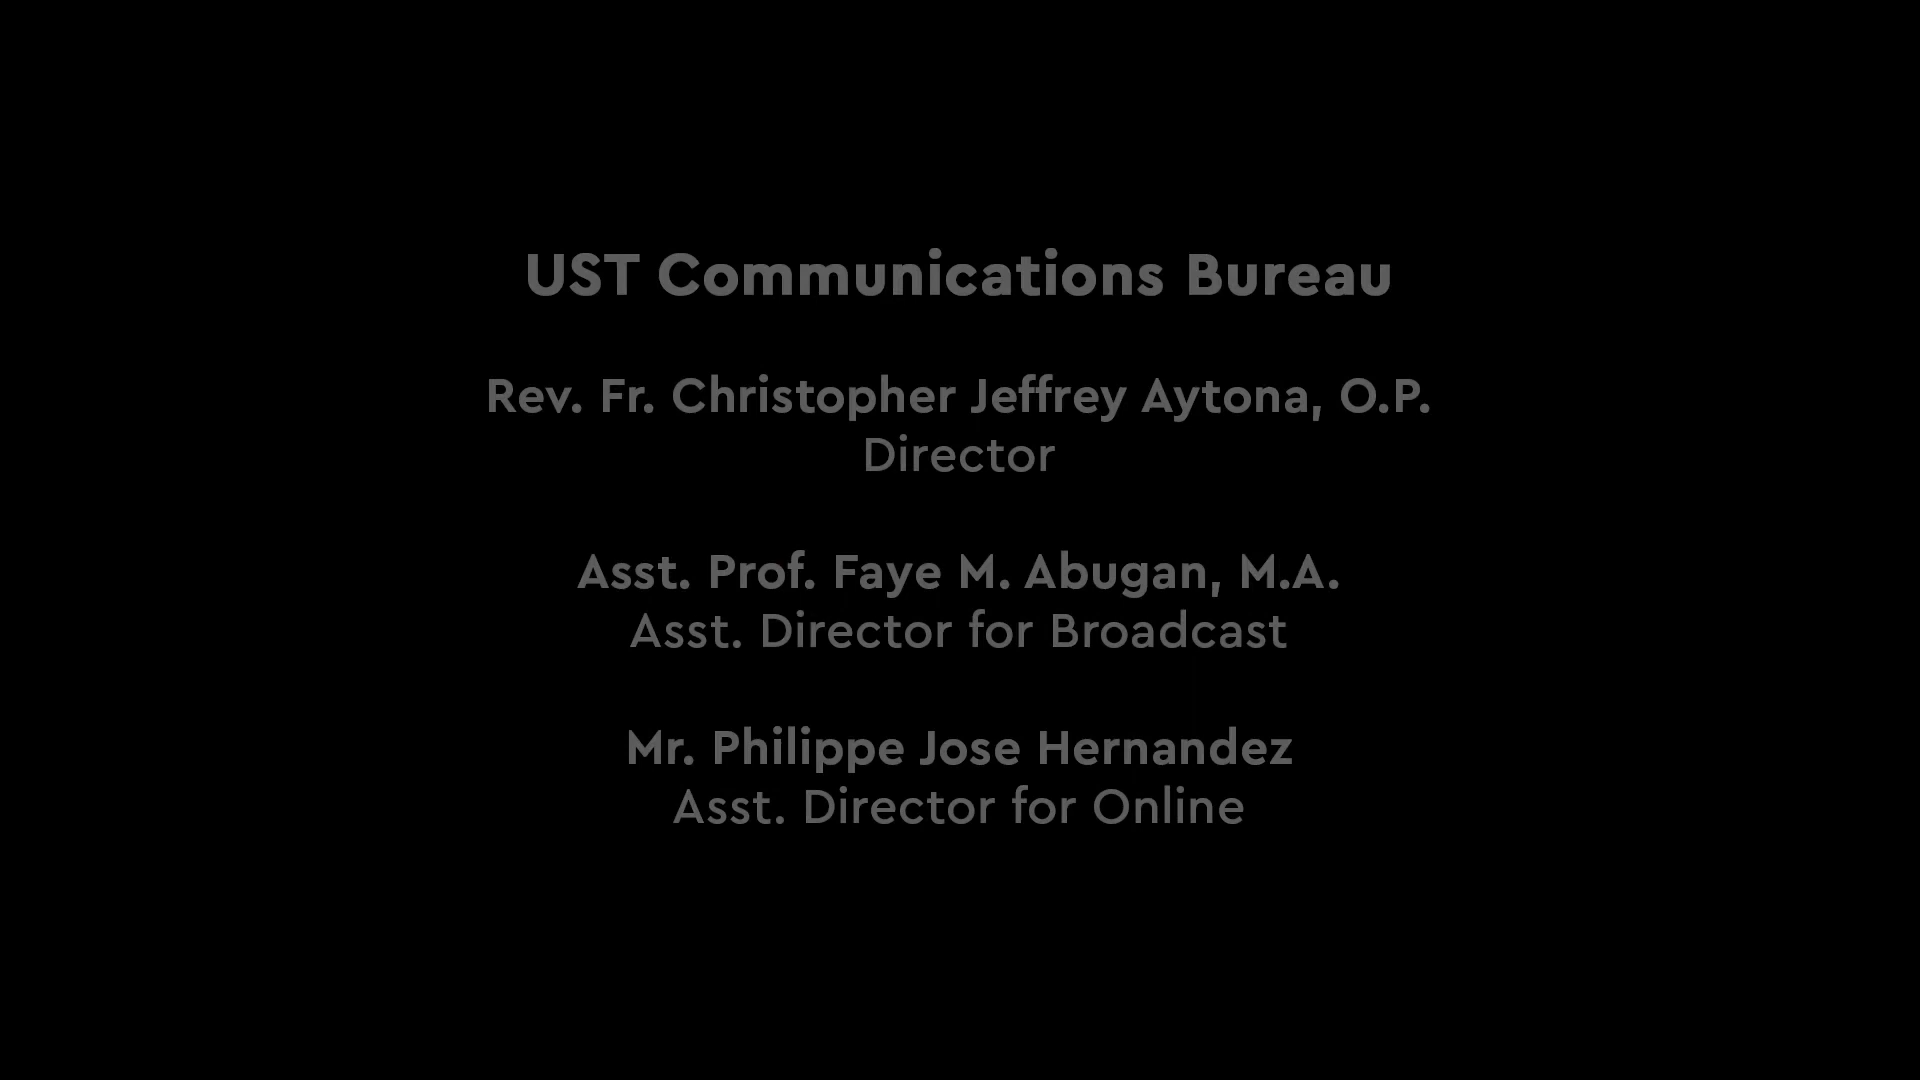 UST Communications Bureau
Rev. Fr. Christopher Jeffrey Aytona, O.P.
Director
Asst. Prof. Faye M. Abugan, M.A.
Asst. Director for Broadcast
Mr. Philippe Jose Hernandez
Asst. Director for Online